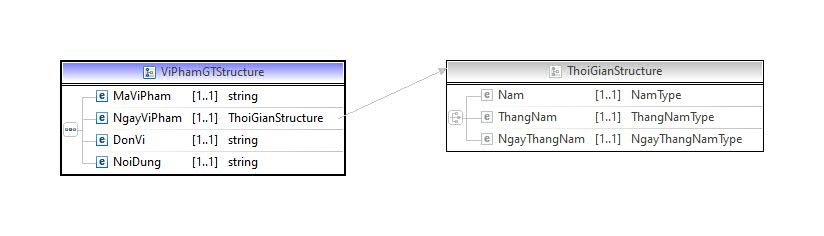 ViPhamGTStructure
MaViPham [1..1] string
NgayViPham [1..1] ThoiGianStructure
DonVi [1..1] string
NoiDung [1..1] string
ThoiGianStructure
Nam [1..1] NamType
ThangNam [1..1] ThangNamType
NgayThangNam [1..1] NgayThangNamType